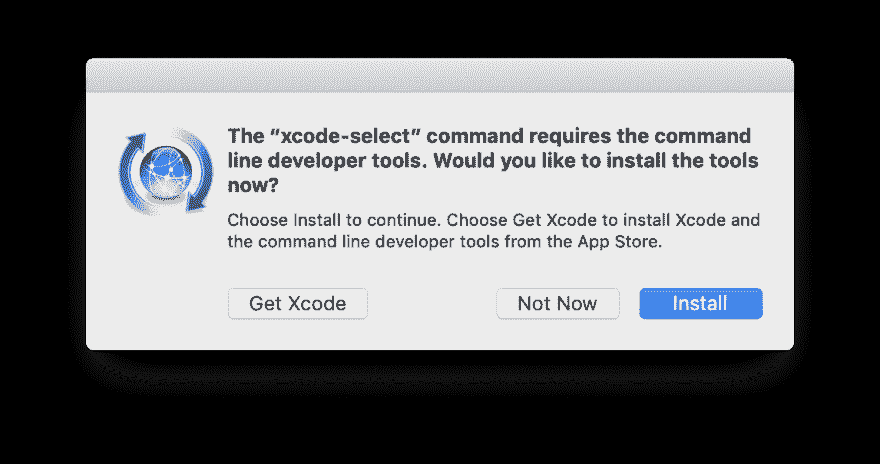 The “xcode-select” command requires the command
line developer tools. Would you like to install the tools
now?
Choose Install to continue. Choose Get Xcode to install Xcode and
the command line developer tools from the App Store.
Get Xcode Not Now Install